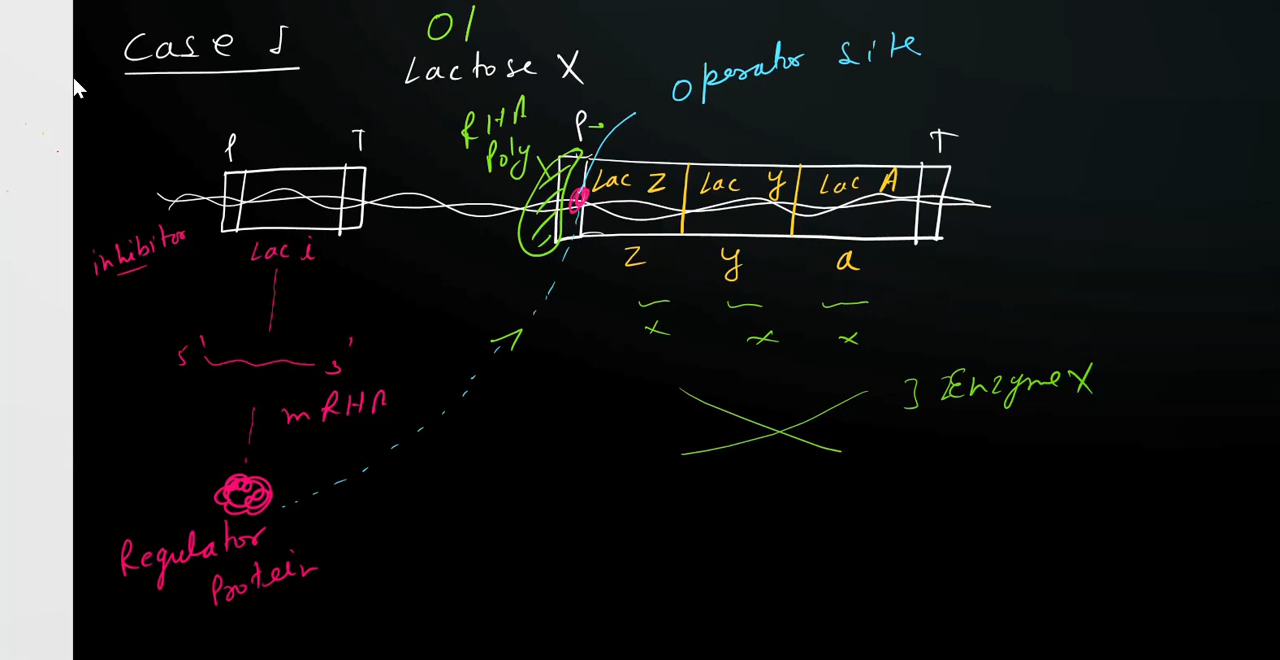 Case I
01
Lactose X
operator site
RNA
Poly
P
T
P
T
Lac Z
Lac Y
Lac A
inhibitor
Lac i
Z
y
a
5' 3'
mRNA
3 Enzyme X
Regulator
Protein